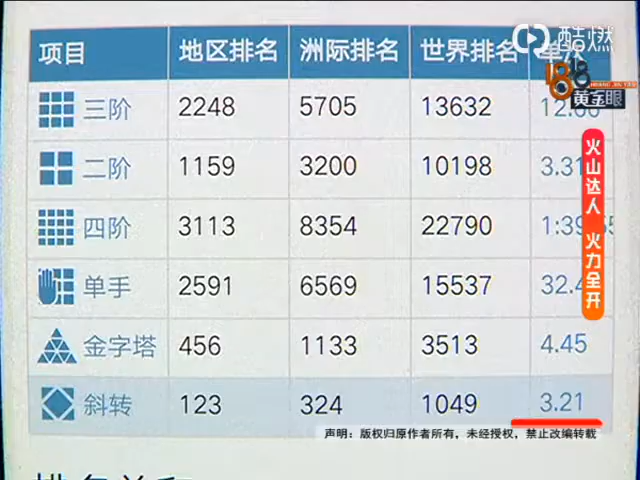 酷燃
项目 地区排名 洲际排名 世界排名
1818
黄金眼
三阶 2248 5705 13632
二阶 1159 3200 10198 3.31
四阶 3113 8354 22790
单手 2591 6569 15537
金字塔 456 1133 3513 4.45
斜转 123 324 1049 3.21
火山达人 火力全开
声明：版权归原作者所有，未经授权，禁止改编转载